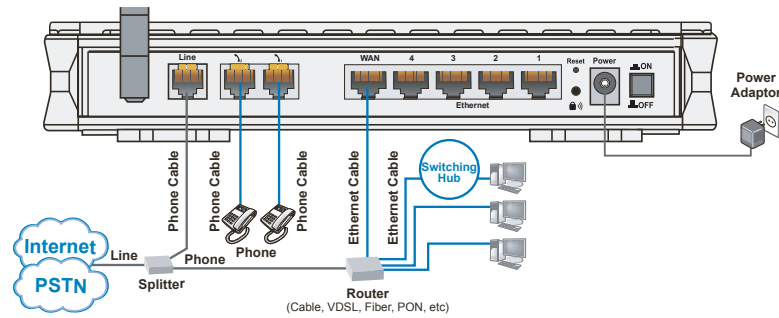 Line
WAN
4
3
2
1
Ethernet
Reset
Power
ON
OFF
Power
Adaptor
Phone Cable
Phone Cable
Phone Cable
Ethernet Cable
Ethernet Cable
Switching
Hub
Internet
PSTN
Line
Splitter
Phone
Phone
Router
(Cable, VDSL, Fiber, PON, etc)